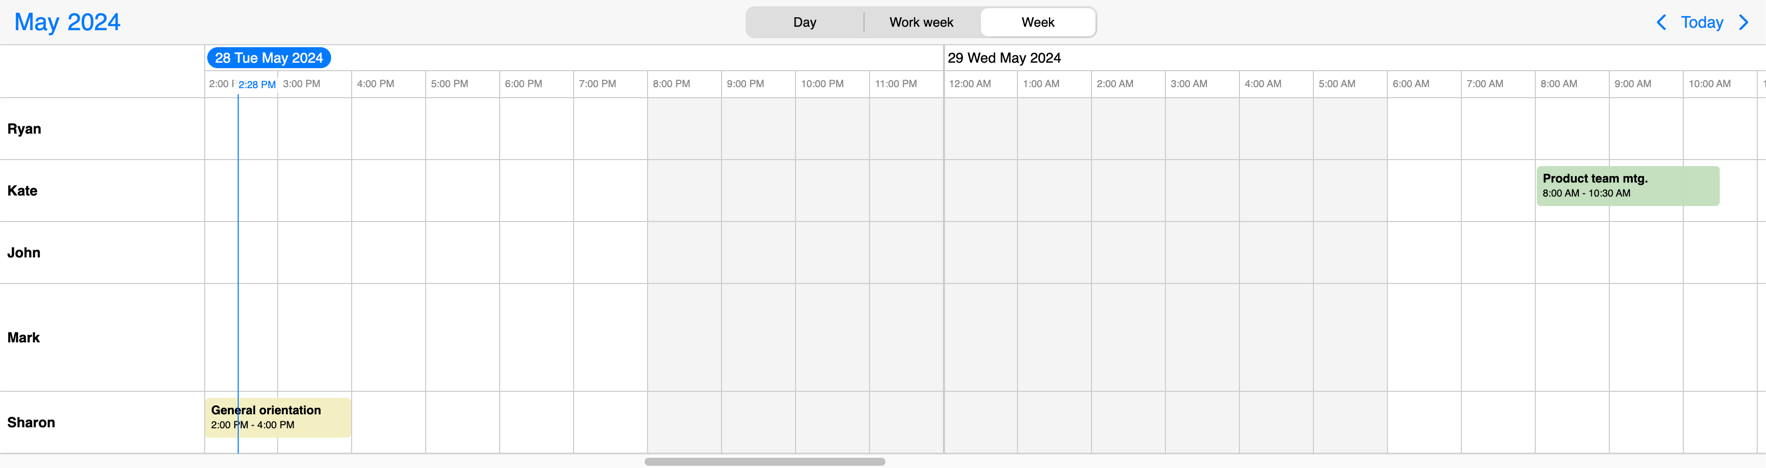 May 2024
Day Work week Week
Today
28 Tue May 2024 29 Wed May 2024
2:00 2:28 PM 3:00 PM 4:00 PM 5:00 PM 6:00 PM 7:00 PM 8:00 PM 9:00 PM 10:00 PM 11:00 PM 12:00 AM 1:00 AM 2:00 AM 3:00 AM 4:00 AM 5:00 AM 6:00 AM 7:00 AM 8:00 AM 9:00 AM 10:00 AM
Ryan
Kate
Product team mtg.
8:00 AM - 10:30 AM
John
Mark
Sharon
General orientation
2:00 PM - 4:00 PM